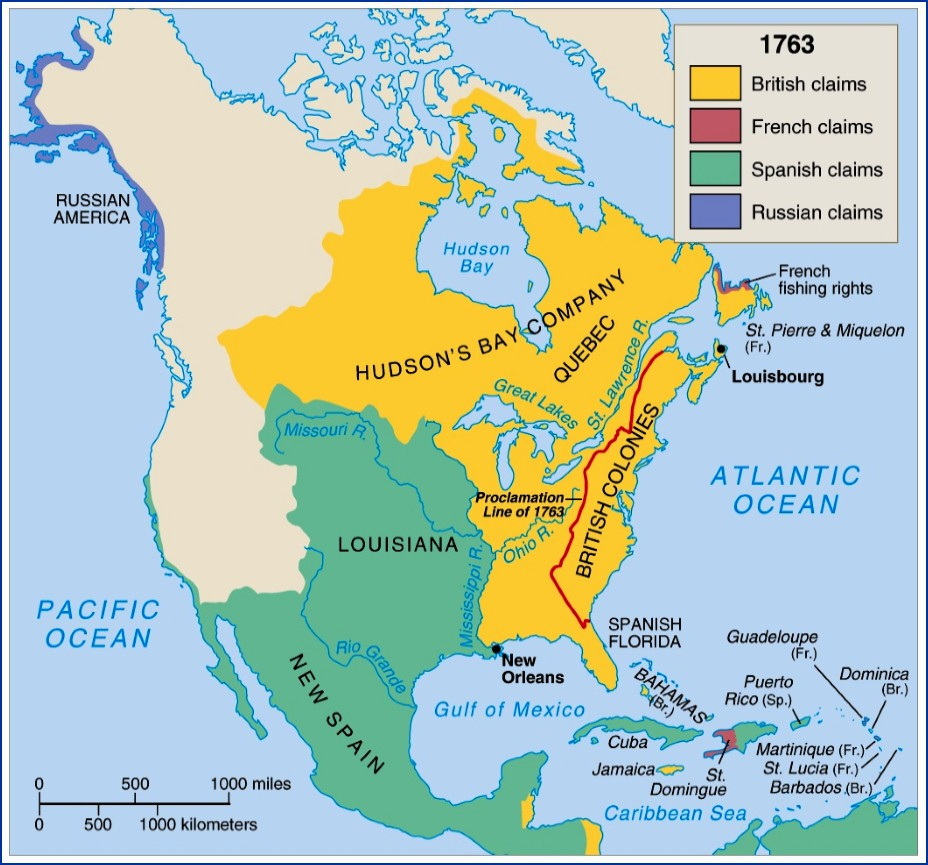 1763
British claims
French claims
Spanish claims
Russian claims
RUSSIAN
AMERICA
Hudson
Bay
French
fishing rights
HUDSON'S BAY COMPANY
QUEBEC
St. Lawrence R.
St. Pierre & Miquelon
(Fr.)
Louisbourg
Great Lakes
Missouri R.
BRITISH COLONIES
ATLANTIC
OCEAN
Proclamation
Line of 1763
Ohio R.
LOUISIANA
Mississippi R.
PACIFIC
OCEAN
Rio Grande
SPANISH
FLORIDA
New
Orleans
NEW SPAIN
Gulf of Mexico
BAHAMAS
(Br.)
Guadeloupe
(Fr.)
Dominica
(Br.)
Puerto
Rico (Sp.)
Cuba
Martinique (Fr.)
St. Lucia (Fr.)
Barbados (Br.)
Jamaica
St.
Domingue
Caribbean Sea
0 500 1000 miles
0 500 1000 kilometers